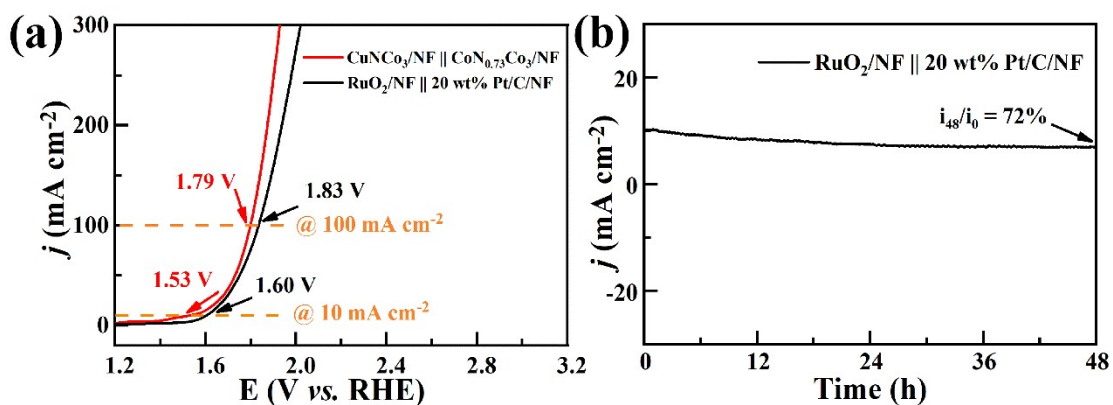 (a)
300
200
100
0
j (mA cm-2)
CuNCo3/NF || CoN0.73Co3/NF
RuO2/NF || 20 wt% Pt/C/NF
1.79 V
1.83 V
@ 100 mA cm-2
1.53 V
1.60 V
@ 10 mA cm-2
1.2 1.6 2.0 2.4 2.8 3.2
E (V vs. RHE)
(b)
20
0
-20
j (mA cm-2)
RuO2/NF || 20 wt% Pt/C/NF
i48/i0 = 72%
0 12 24 36 48
Time (h)